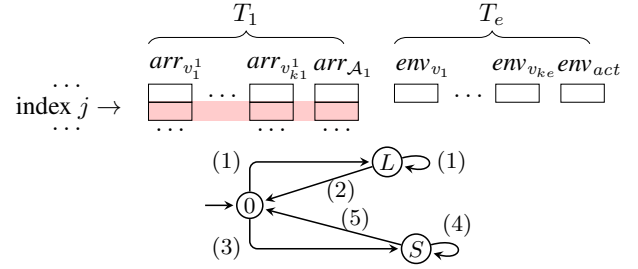 T₁ Tₑ
arr_{v_1^1} arr_{v_{k1}^1} arr_{𝒜_1} env_{v_1} env_{v_{ke}} env_{act}
... ... ...
index j →
... ... ... ...
(1) L (1)
(2)
0 (5)
(3) S (4)